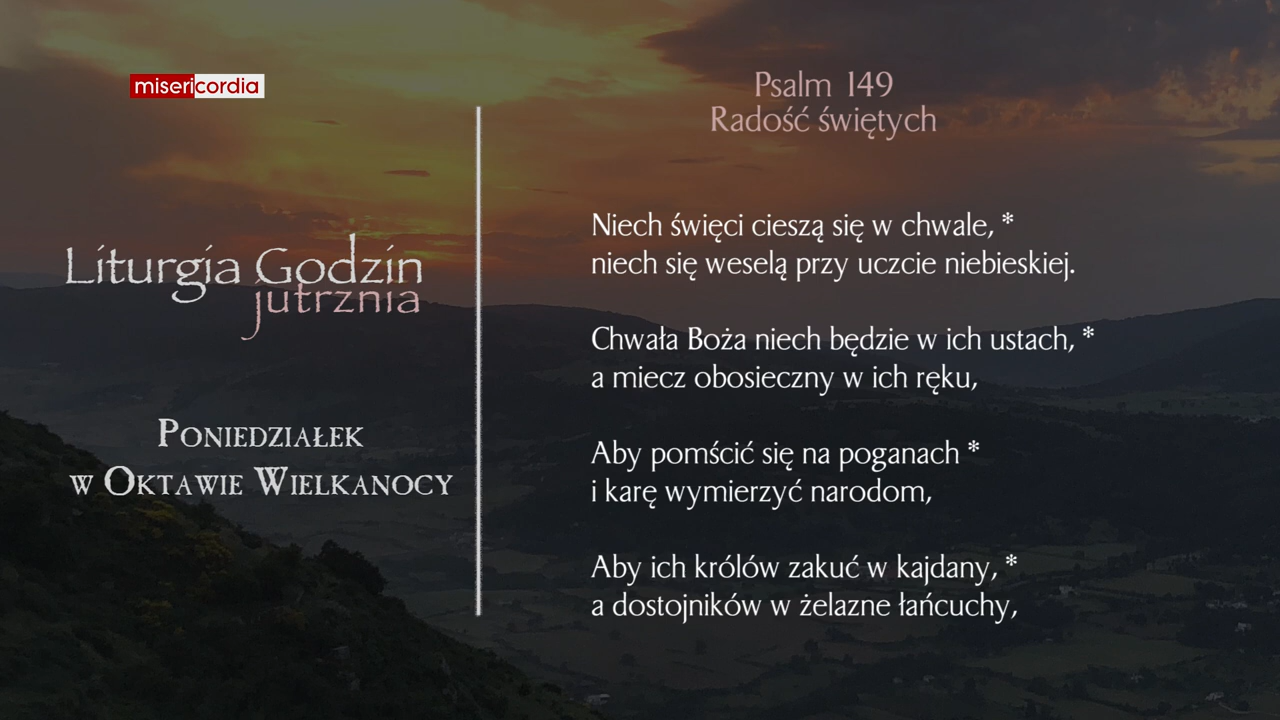 misericordia
Liturgia Godzin
jutrznia
Poniedziałek
w Oktawie Wielkanocy
Psalm 149
Radość świętych
Niech święci cieszą się w chwale, *
niech się weselą przy uczcie niebieskiej.
Chwała Boża niech będzie w ich ustach, *
a miecz obosieczny w ich ręku,
Aby pomścić się na poganach *
i karę wymierzyć narodom,
Aby ich królów zakuć w kajdany, *
a dostojników w żelazne łańcuchy,